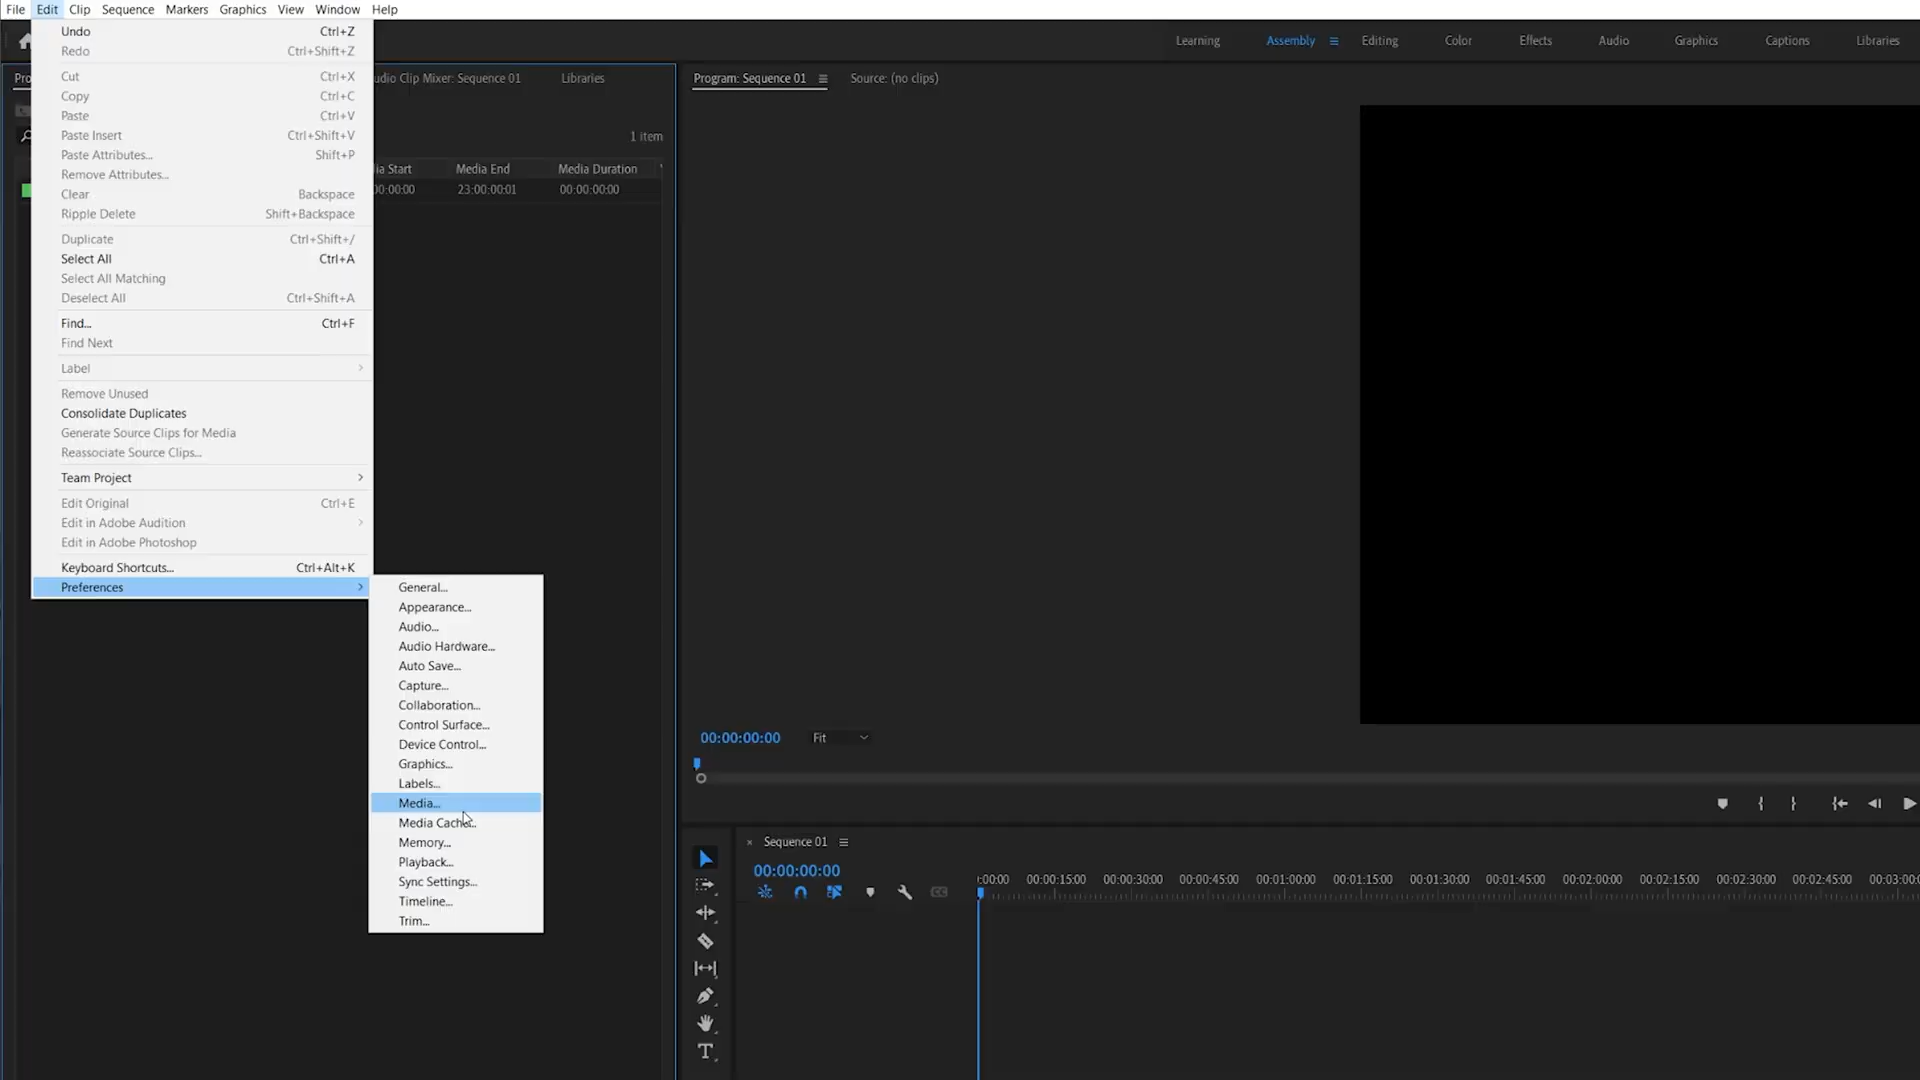 File Edit Clip Sequence Markers Graphics View Window Help
Learning Assembly Editing Color Effects Audio Graphics Captions Libraries
Undo Ctrl+Z
Redo Ctrl+Shift+Z
Cut Ctrl+X
Copy Ctrl+C
Paste Ctrl+V
Paste Insert Ctrl+Shift+V
Paste Attributes... Shift+P
Remove Attributes...
Clear Backspace
Ripple Delete Shift+Backspace
Duplicate Ctrl+Shift+/
Select All Ctrl+A
Select All Matching
Deselect All Ctrl+Shift+A
Find... Ctrl+F
Find Next
Label
Remove Unused
Consolidate Duplicates
Generate Source Clips for Media
Reassociate Source Clips...
Team Project
Edit Original Ctrl+E
Edit in Adobe Audition
Edit in Adobe Photoshop
Keyboard Shortcuts... Ctrl+Alt+K
Preferences
General...
Appearance...
Audio...
Audio Hardware...
Auto Save...
Capture...
Collaboration...
Control Surface...
Device Control...
Graphics...
Labels...
Media...
Media Cache...
Memory...
Playback...
Sync Settings...
Timeline...
Trim...
Pro
udio Clip Mixer: Sequence 01 Libraries
1 item
ia Start Media End Media Duration
00:00:00 23:00:00:01 00:00:00:00
Program: Sequence 01 Source: (no clips)
00:00:00:00 Fit
× Sequence 01
00:00:00:00
:00:00 00:00:15:00 00:00:30:00 00:00:45:00 00:01:00:00 00:01:15:00 00:01:30:00 00:01:45:00 00:02:00:00 00:02:15:00 00:02:30:00 00:02:45:00 00:03:00:0